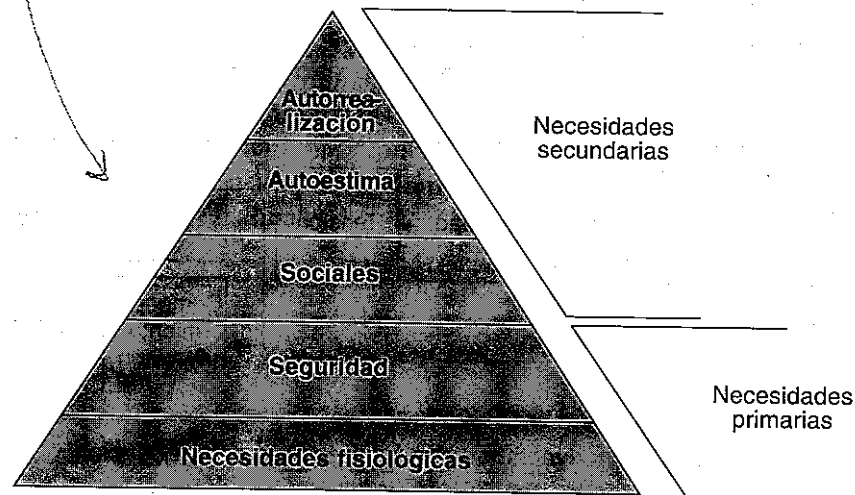 Autorrea-
lización
Necesidades
secundarias
Autoestima
Sociales
Seguridad
Necesidades
primarias
Necesidades fisiológicas